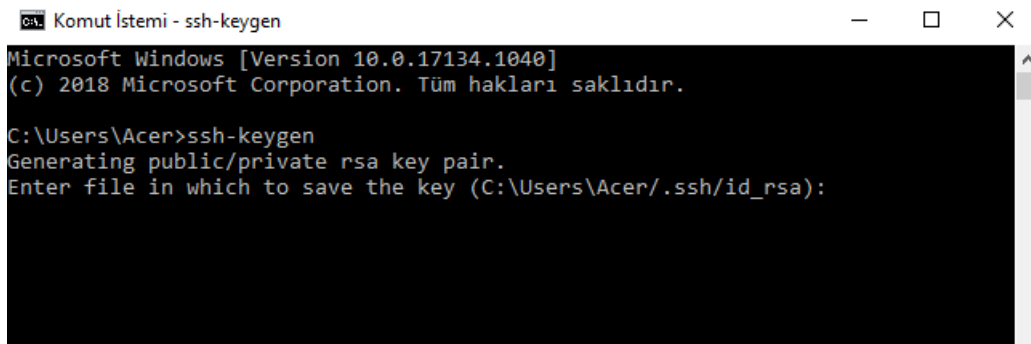 Komut İstemi - ssh-keygen
Microsoft Windows [Version 10.0.17134.1040]
(c) 2018 Microsoft Corporation. Tüm hakları saklıdır.
C:\Users\Acer>ssh-keygen
Generating public/private rsa key pair.
Enter file in which to save the key (C:\Users\Acer/.ssh/id_rsa):